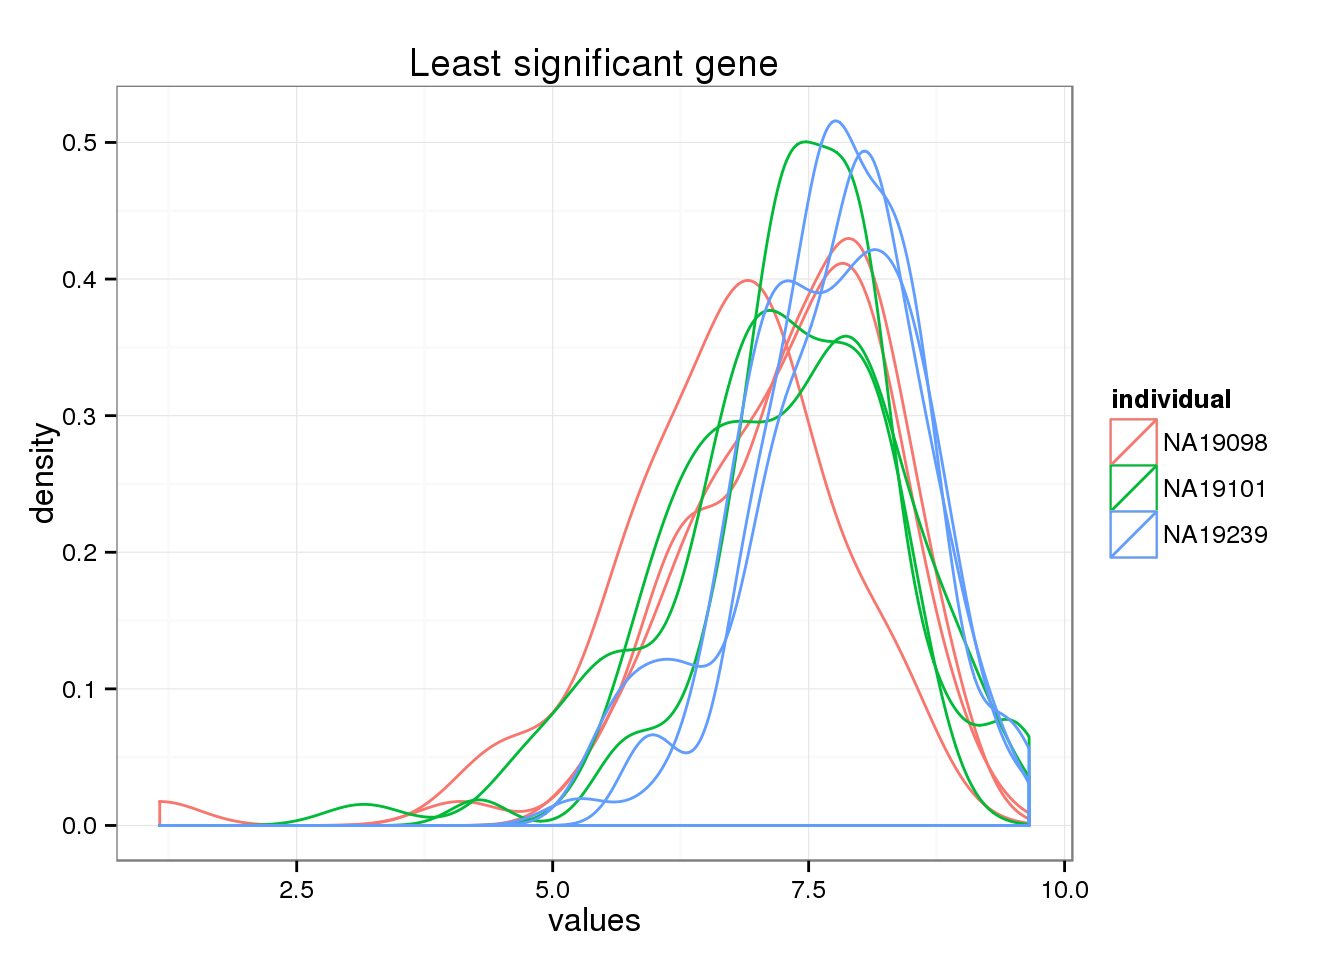 Least significant gene
0.5
0.4
0.3
0.2
0.1
0.0
density
2.5 5.0 7.5 10.0
values
individual
NA19098
NA19101
NA19239